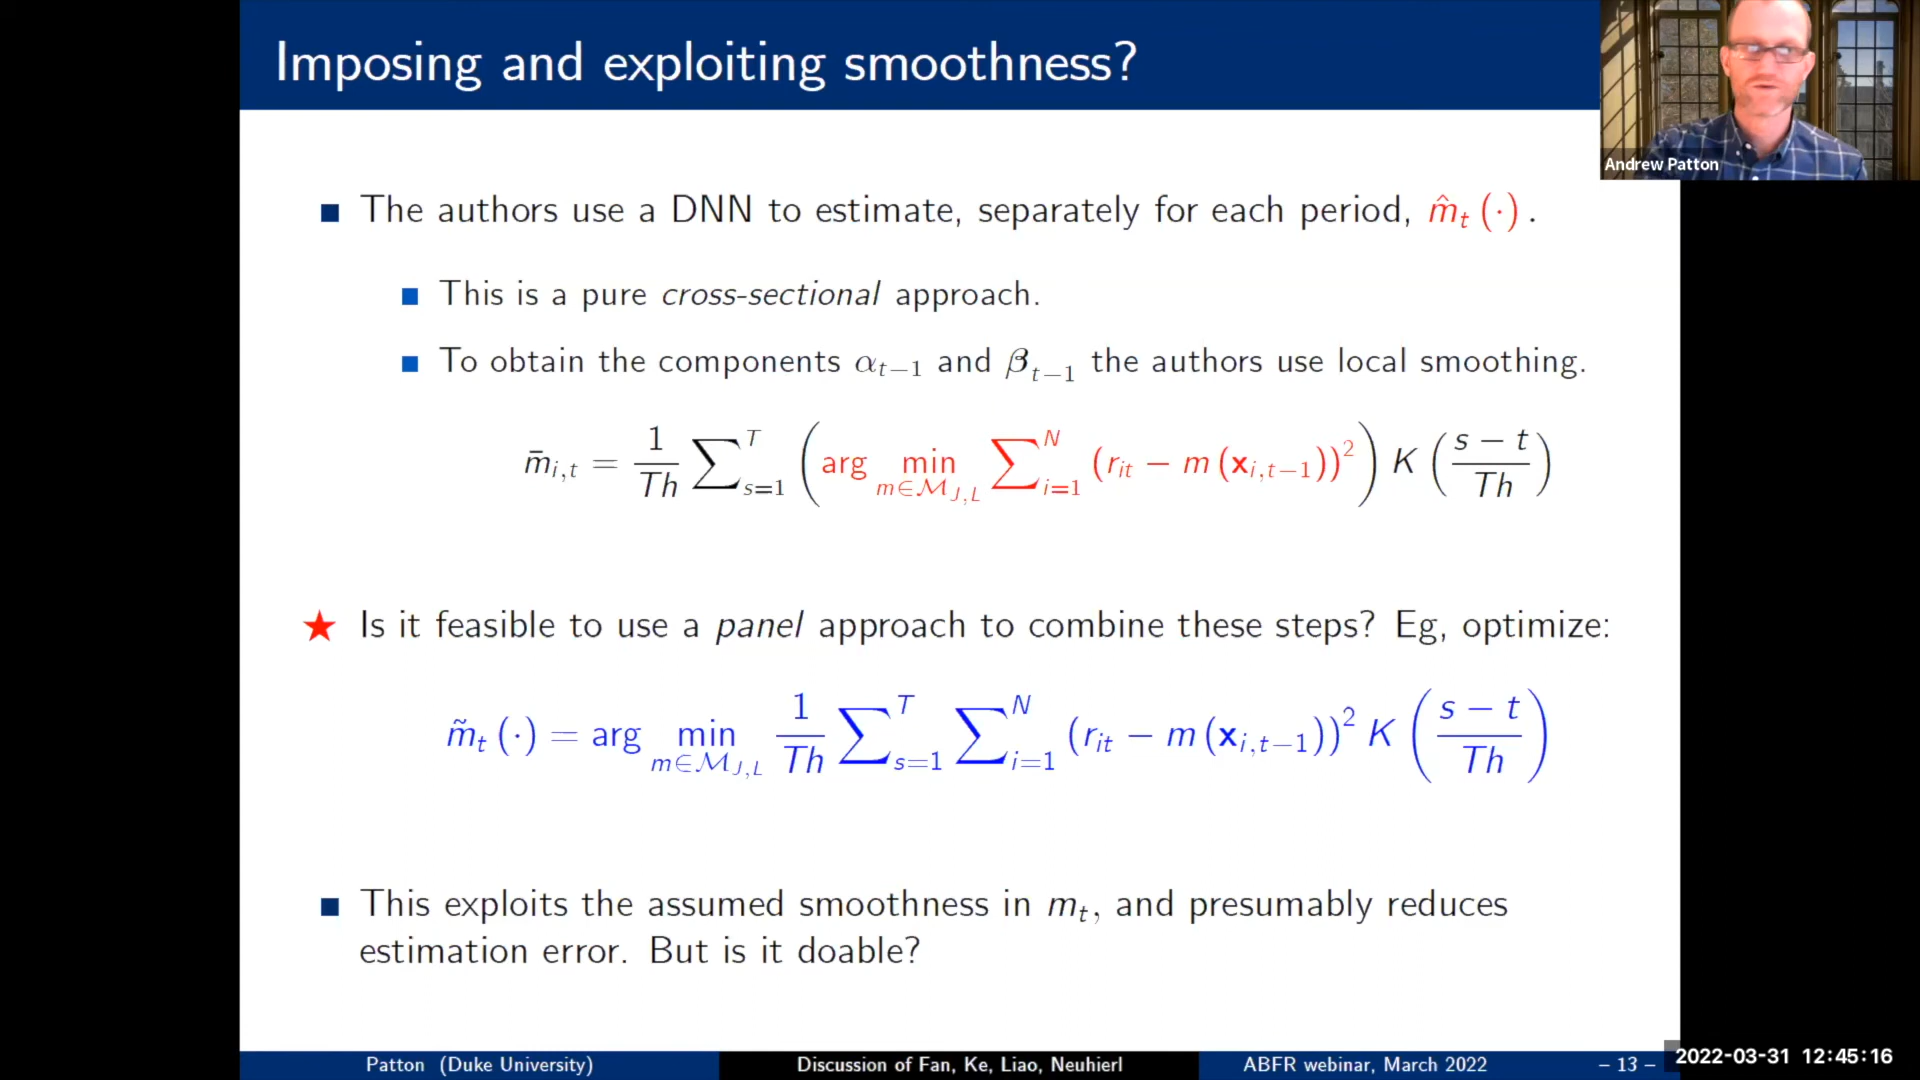 Imposing and exploiting smoothness?
Andrew Patton
■ The authors use a DNN to estimate, separately for each period, m̂_t (·) .
■ This is a pure cross-sectional approach.
■ To obtain the components α_{t−1} and β_{t−1} the authors use local smoothing.
m̄_{i,t} = \frac{1}{Th} ∑_{s=1}^{T} ( arg min_{m∈ℳ_{J,L}} ∑_{i=1}^{N} (r_{it} − m (x_{i,t−1}))^2 ) K ( \frac{s − t}{Th} )
★ Is it feasible to use a panel approach to combine these steps? Eg, optimize:
m̃_t (·) = arg min_{m∈ℳ_{J,L}} \frac{1}{Th} ∑_{s=1}^{T} ∑_{i=1}^{N} (r_{it} − m (x_{i,t−1}))^2 K ( \frac{s − t}{Th} )
■ This exploits the assumed smoothness in m_t, and presumably reduces
estimation error. But is it doable?
Patton (Duke University) Discussion of Fan, Ke, Liao, Neuhierl ABFR webinar, March 2022 – 13 –
2022-03-31 12:45:16